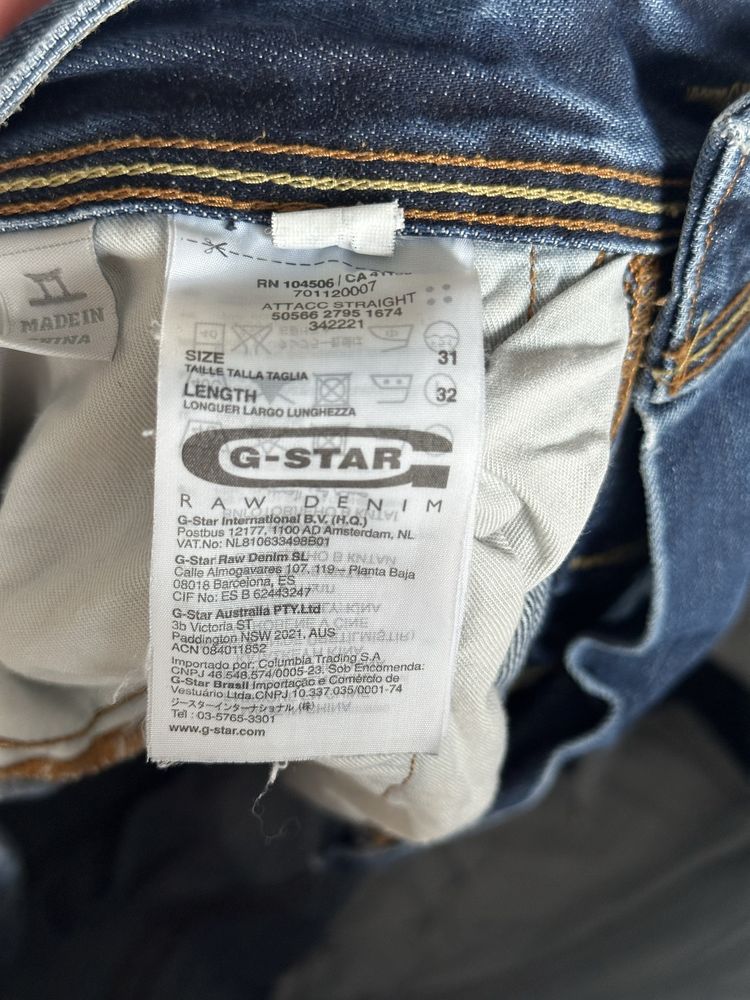 MADE IN
CHINA
RN 104506 / CA
701120007
ATTACC STRAIGHT
50566 2795 1674
342221
SIZE 31
TAILLE TALLA TAGLIA
LENGTH 32
LONGUER LARGO LUNGHEZZA
G-STAR
RAW DENIM
G-Star International B.V. (H.Q.)
Postbus 12177, 1100 AD Amsterdam, NL
VAT.No: NL810633498B01
G-Star Raw Denim SL
Calle Almogavares 107, 119 – Planta Baja
08018 Barcelona, ES
CIF No: ES B 62443247
G-Star Australia PTY.Ltd
3b Victoria ST
Paddington NSW 2021, AUS
ACN 084011852
Importado por: Columbia Trading S.A
CNPJ 46.548.574/0005-23. Sob Encomenda:
G-Star Brasil Importação e Comércio de
Vestuário Ltda.CNPJ 10.337.035/0001-74
ジースターインターナショナル (株)
Tel : 03-5765-3301
www.g-star.com